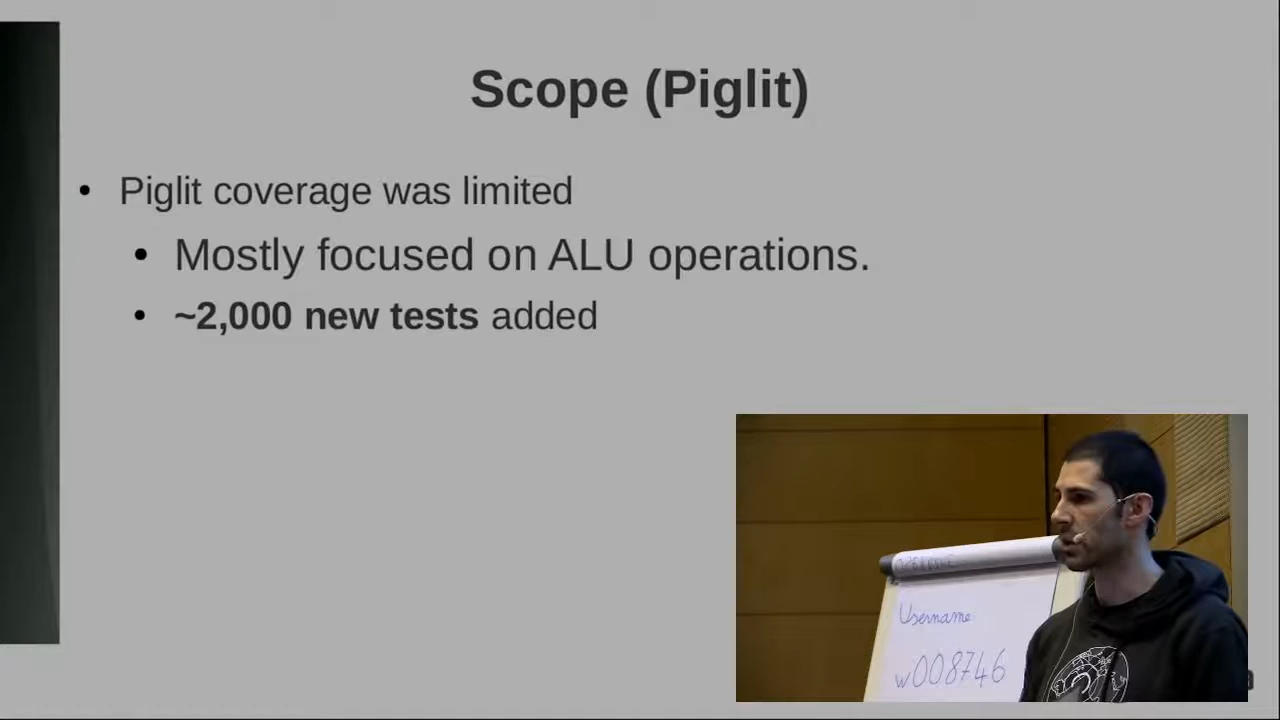 Scope (Piglit)
• Piglit coverage was limited
• Mostly focused on ALU operations.
• ~2,000 new tests added
Username
w008746